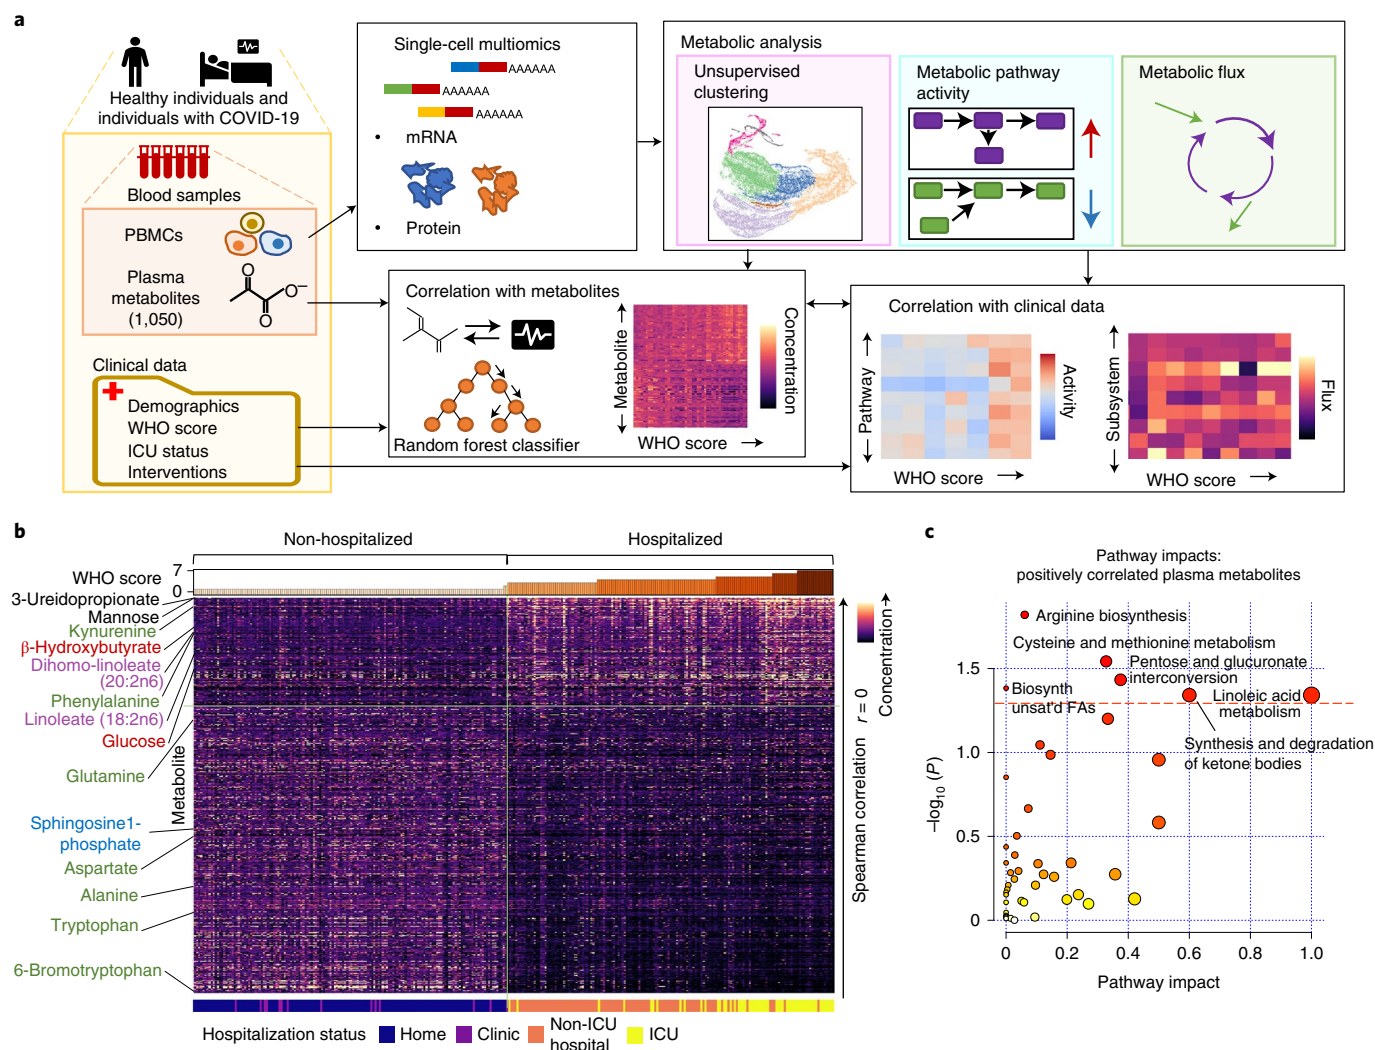 a
Healthy individuals and
individuals with COVID-19
Blood samples
PBMCs
Plasma
metabolites
(1,050)
O
O
O–
Clinical data
Demographics
WHO score
ICU status
Interventions
Single-cell multiomics
AAAAAA
AAAAAA
AAAAAA
• mRNA
• Protein
Metabolic analysis
Unsupervised
clustering
Metabolic pathway
activity
Metabolic flux
Correlation with metabolites
Random forest classifier
Metabolite
WHO score
Concentration
Correlation with clinical data
Pathway
WHO score
Activity
Subsystem
WHO score
Flux
b
Non-hospitalized
Hospitalized
WHO score
7
0
3-Ureidopropionate
Mannose
Kynurenine
β-Hydroxybutyrate
Dihomo-linoleate
(20:2n6)
Phenylalanine
Linoleate (18:2n6)
Glucose
Glutamine
Sphingosine1-
phosphate
Aspartate
Alanine
Tryptophan
6-Bromotryptophan
Metabolite
Spearman correlation
r = 0
Concentration
Hospitalization status
Home
Clinic
Non-ICU
hospital
ICU
c
Pathway impacts:
positively correlated plasma metabolites
Arginine biosynthesis
Cysteine and methionine metabolism
Pentose and glucuronate
interconversion
Biosynth
unsat'd FAs
Linoleic acid
metabolism
Synthesis and degradation
of ketone bodies
–log10 (P)
1.5
1.0
0.5
0
0
0.2
0.4
0.6
0.8
1.0
Pathway impact